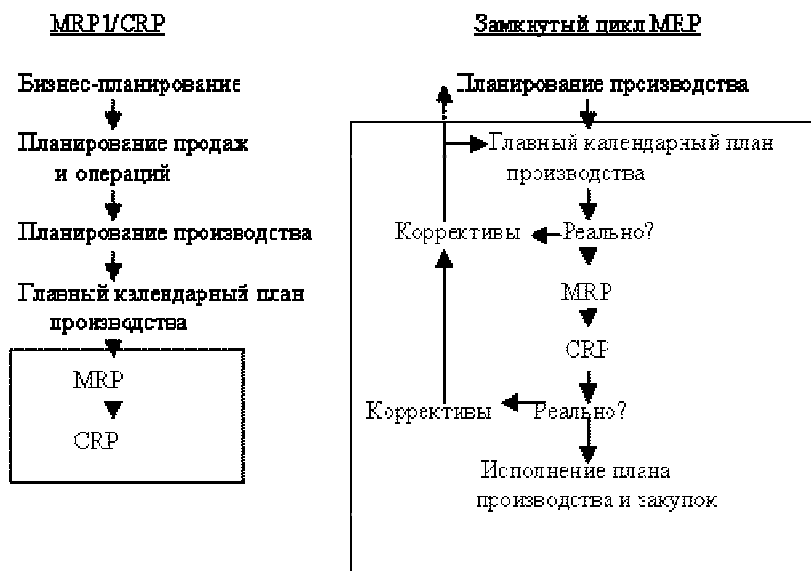 MRP1/CRP
Бизнес-планирование
Планирование продаж
и операций
Планирование производства
Главный календарный план
производства
MRP
CRP
Замкнутый цикл MRP
Планирование производства
Главный календарный план
производства
Коррективы
Реально?
MRP
CRP
Коррективы
Реально?
Исполнение плана
производства и закупок